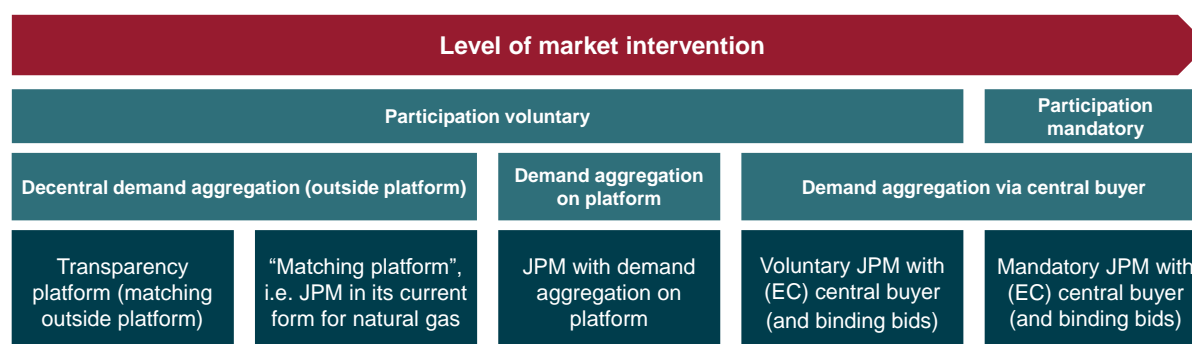 Level of market intervention
Participation voluntary
Participation
mandatory
Decentral demand aggregation (outside platform)
Demand aggregation
on platform
Demand aggregation via central buyer
Transparency
platform (matching
outside platform)
“Matching platform”,
i.e. JPM in its current
form for natural gas
JPM with demand
aggregation on
platform
Voluntary JPM with
(EC) central buyer
(and binding bids)
Mandatory JPM with
(EC) central buyer
(and binding bids)